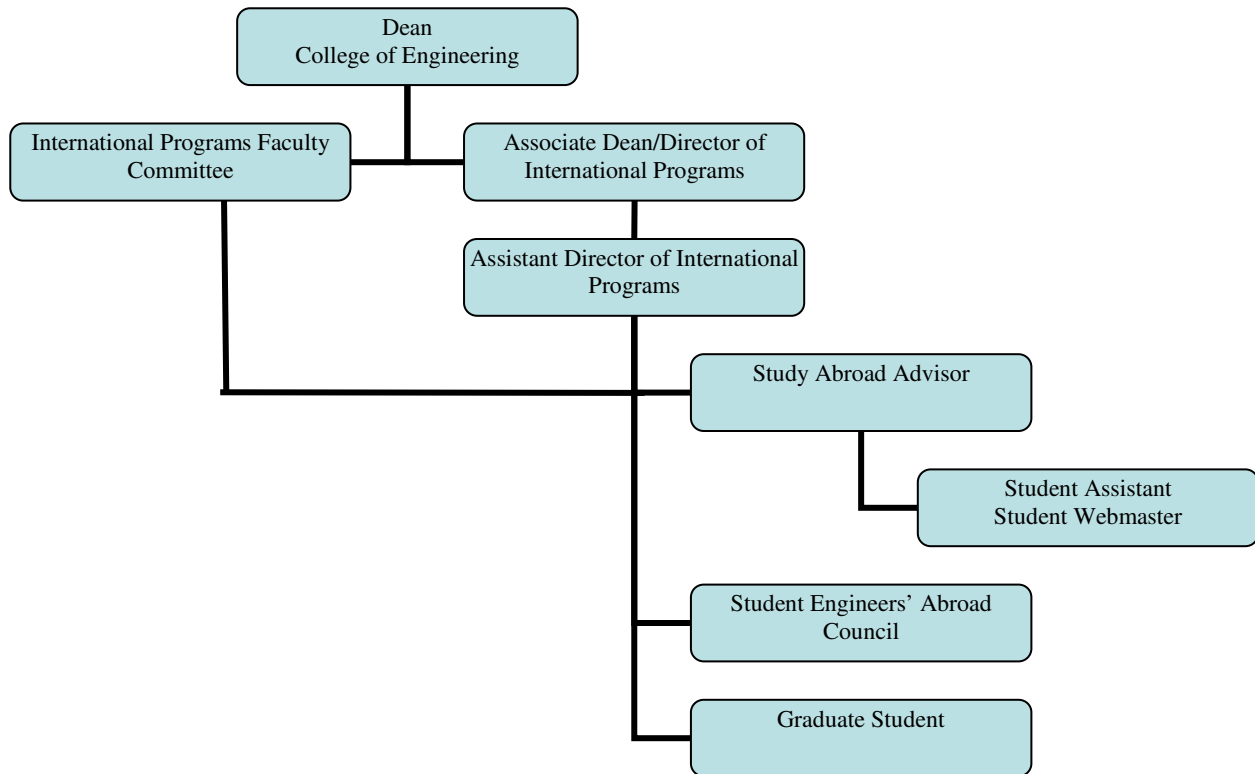 Dean
College of Engineering
International Programs Faculty
Committee
Associate Dean/Director of
International Programs
Assistant Director of International
Programs
Study Abroad Advisor
Student Assistant
Student Webmaster
Student Engineers’ Abroad
Council
Graduate Student